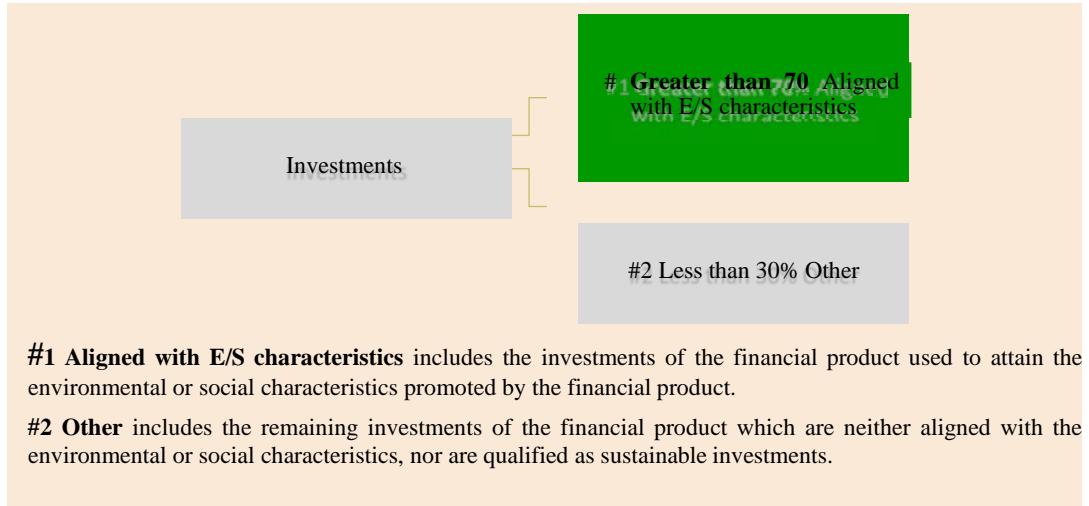 # Greater than 70 Aligned
with E/S characteristics
Investments
#2 Less than 30% Other
#1 Aligned with E/S characteristics includes the investments of the financial product used to attain the
environmental or social characteristics promoted by the financial product.
#2 Other includes the remaining investments of the financial product which are neither aligned with the
environmental or social characteristics, nor are qualified as sustainable investments.